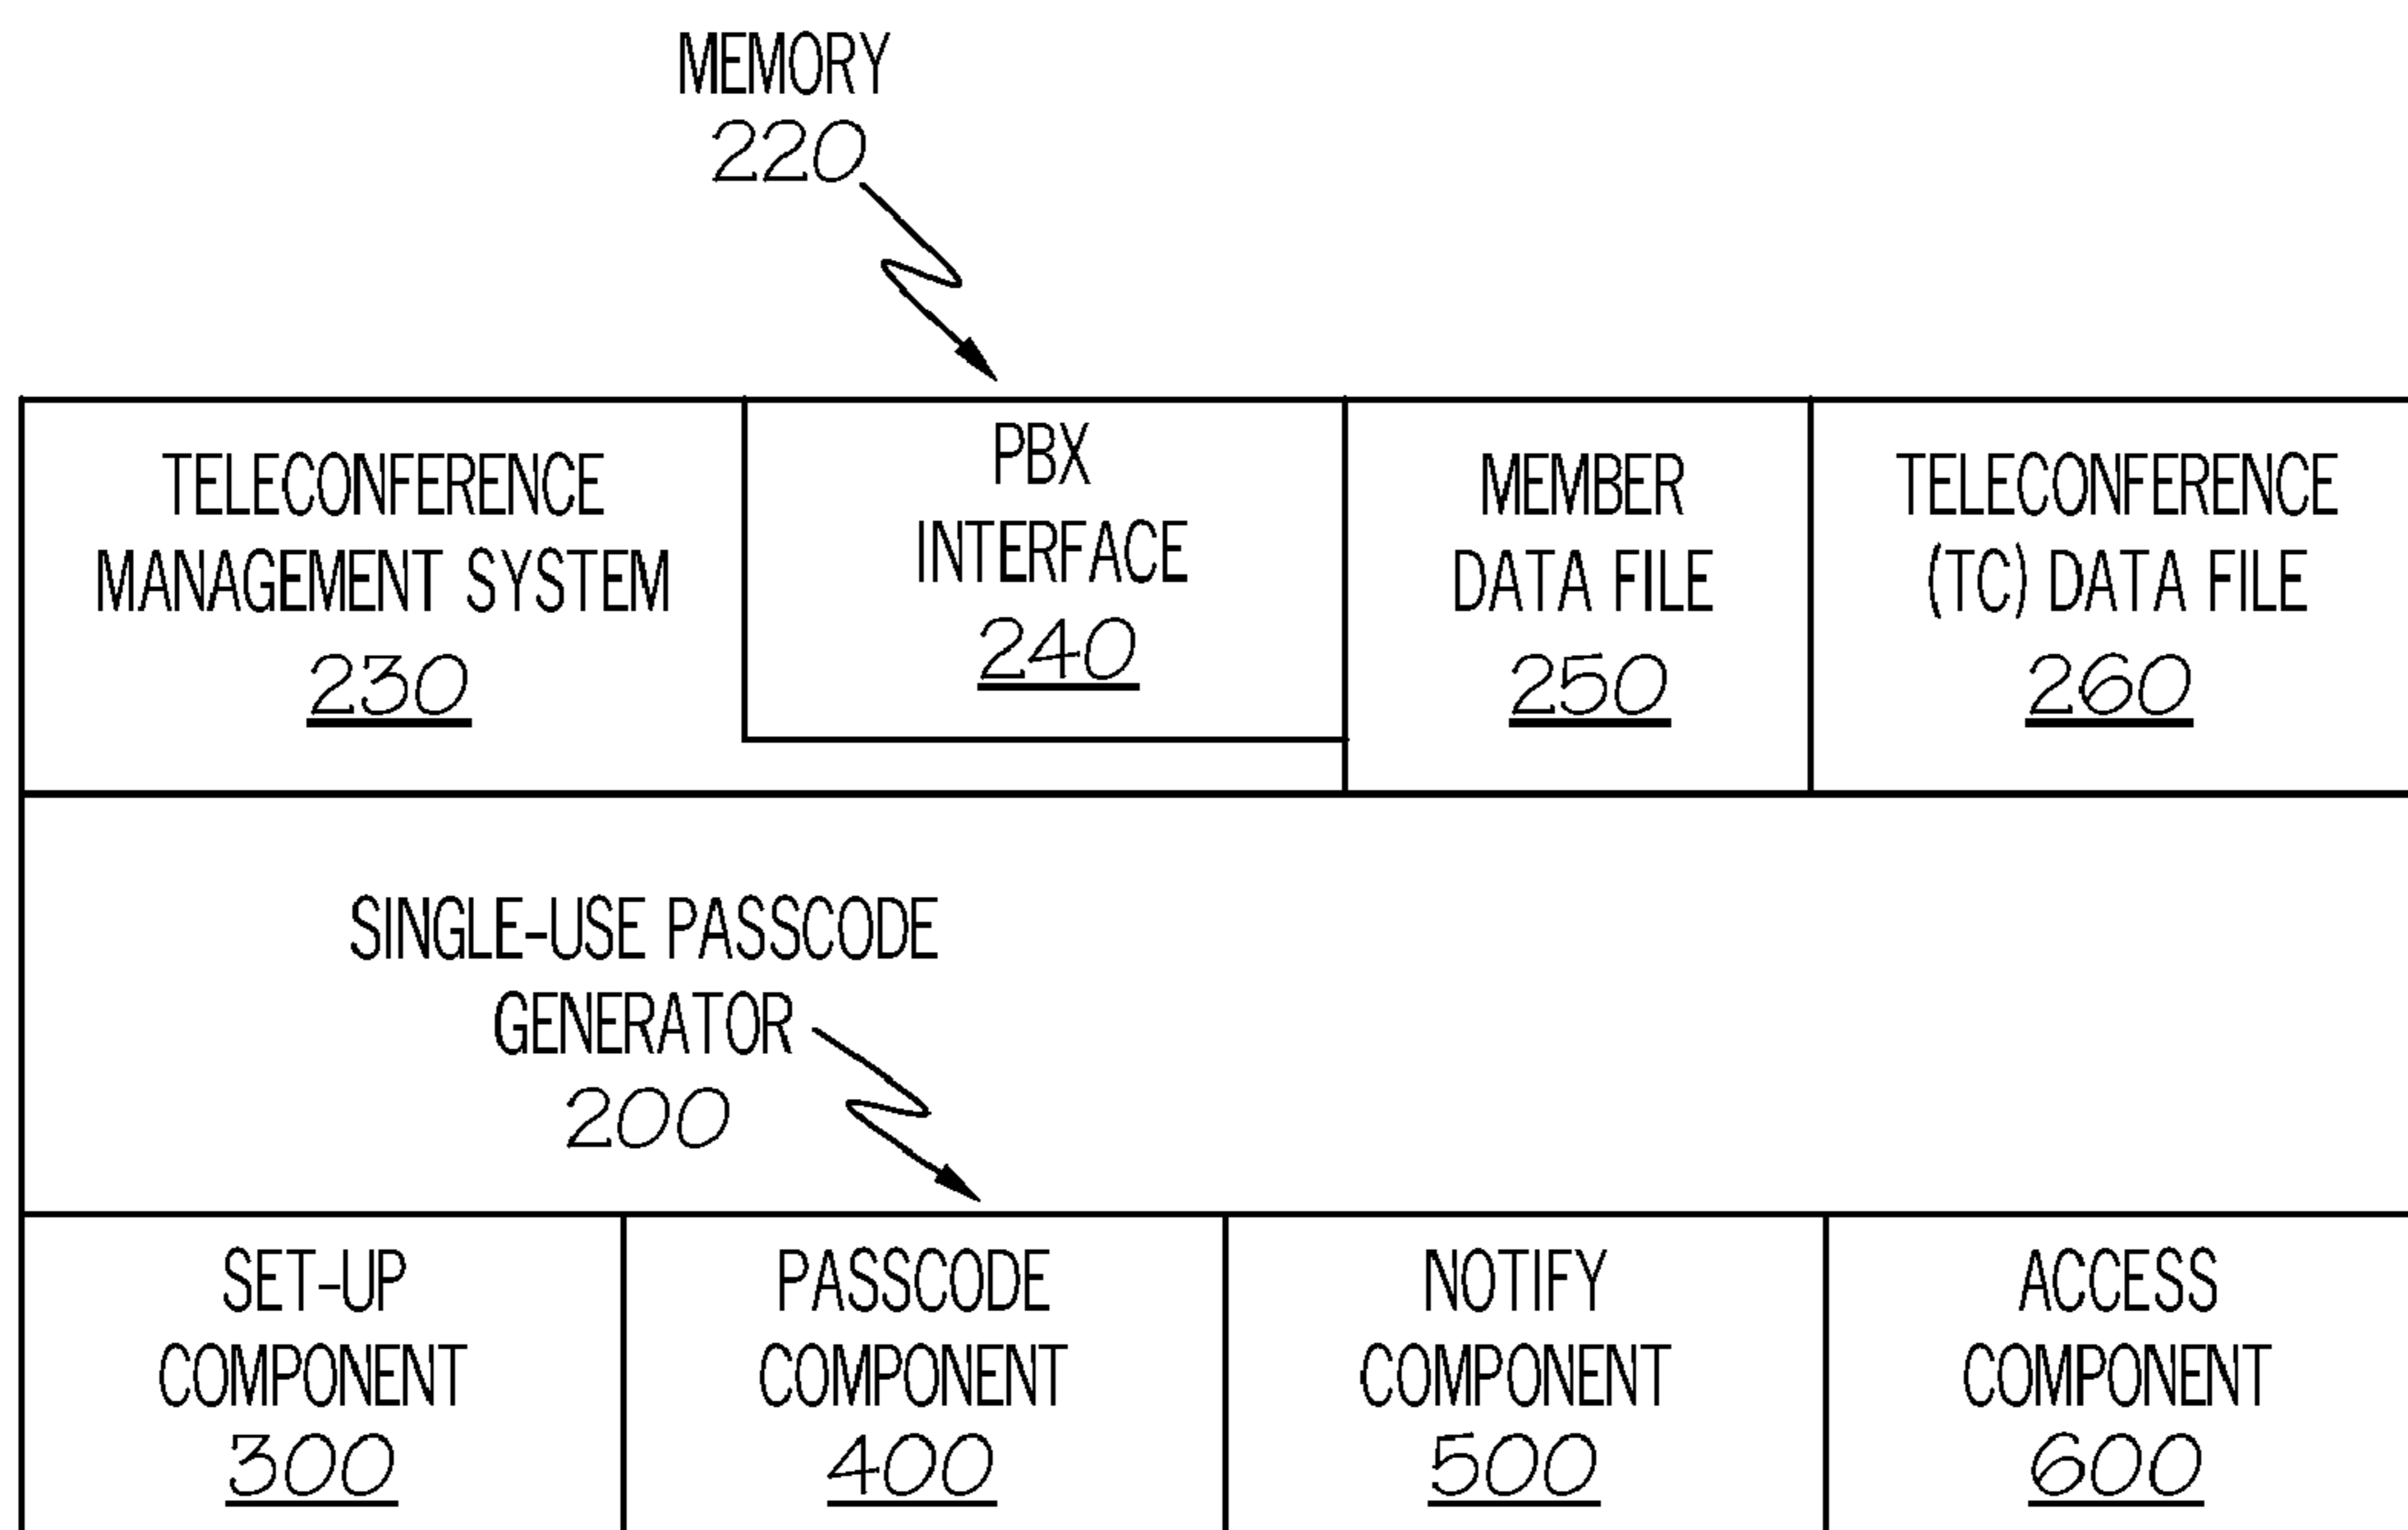 MEMORY
220
TELECONFERENCE
MANAGEMENT SYSTEM
230
PBX
INTERFACE
240
MEMBER
DATA FILE
250
TELECONFERENCE
(TC) DATA FILE
260
SINGLE-USE PASSCODE
GENERATOR
200
SET-UP
COMPONENT
300
PASSCODE
COMPONENT
400
NOTIFY
COMPONENT
500
ACCESS
COMPONENT
600